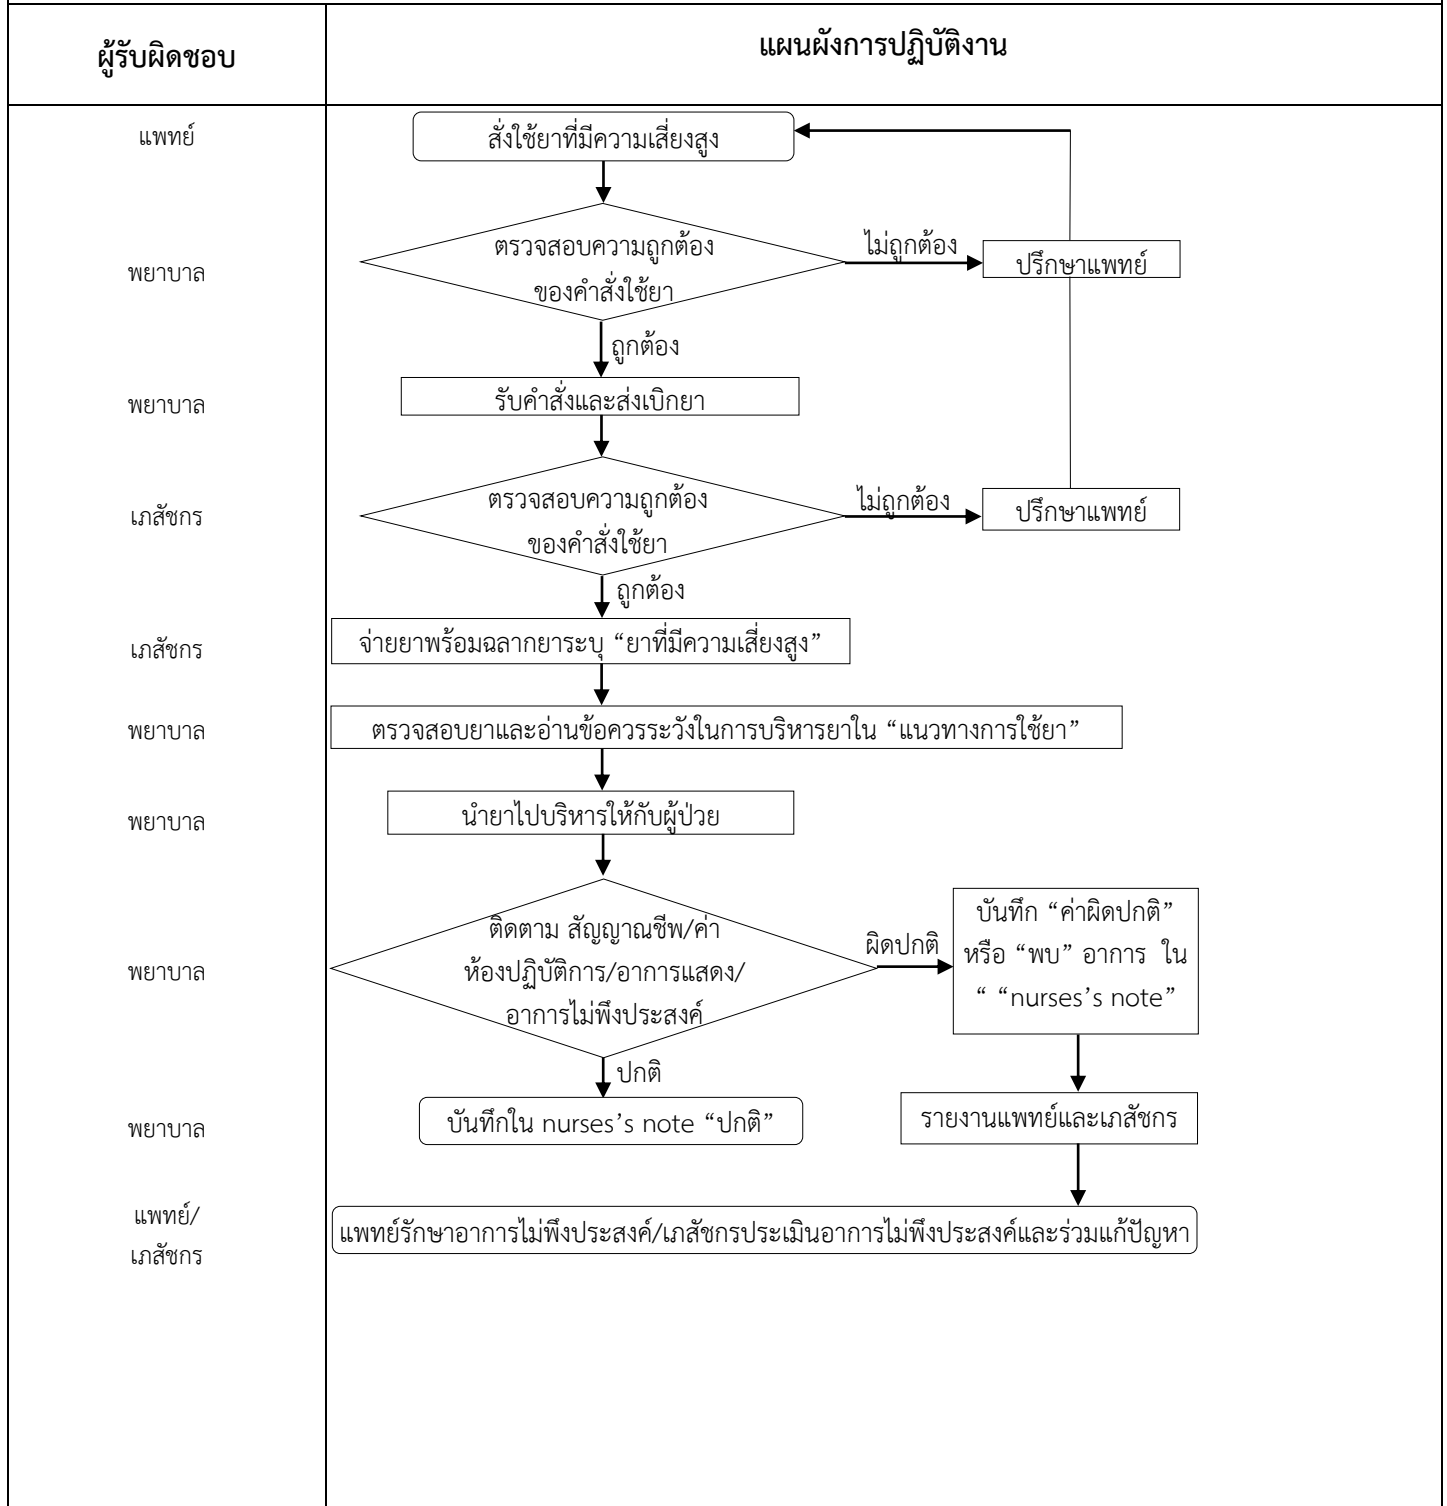 ผู้รับผิดชอบ
แผนผังการปฏิบัติงาน
แพทย์
สั่งใช้ยาที่มีความเสี่ยงสูง
พยาบาล
ตรวจสอบความถูกต้อง
ของคำสั่งใช้ยา
ไม่ถูกต้อง
ปรึกษาแพทย์
ถูกต้อง
พยาบาล
รับคำสั่งและส่งเบิกยา
เภสัชกร
ตรวจสอบความถูกต้อง
ของคำสั่งใช้ยา
ไม่ถูกต้อง
ปรึกษาแพทย์
ถูกต้อง
เภสัชกร
จ่ายยาพร้อมฉลากยาระบุ “ยาที่มีความเสี่ยงสูง”
พยาบาล
ตรวจสอบยาและอ่านข้อควรระวังในการบริหารยาใน “แนวทางการใช้ยา”
พยาบาล
นำยาไปบริหารให้กับผู้ป่วย
พยาบาล
ติดตาม สัญญาณชีพ/ค่า
ห้องปฏิบัติการ/อาการแสดง/
อาการไม่พึงประสงค์
ผิดปกติ
บันทึก “ค่าผิดปกติ”
หรือ “พบ” อาการ ใน
“ “nurses’s note”
ปกติ
พยาบาล
บันทึกใน nurses’s note “ปกติ”
รายงานแพทย์และเภสัชกร
แพทย์/
เภสัชกร
แพทย์รักษาอาการไม่พึงประสงค์/เภสัชกรประเมินอาการไม่พึงประสงค์และร่วมแก้ปัญหา